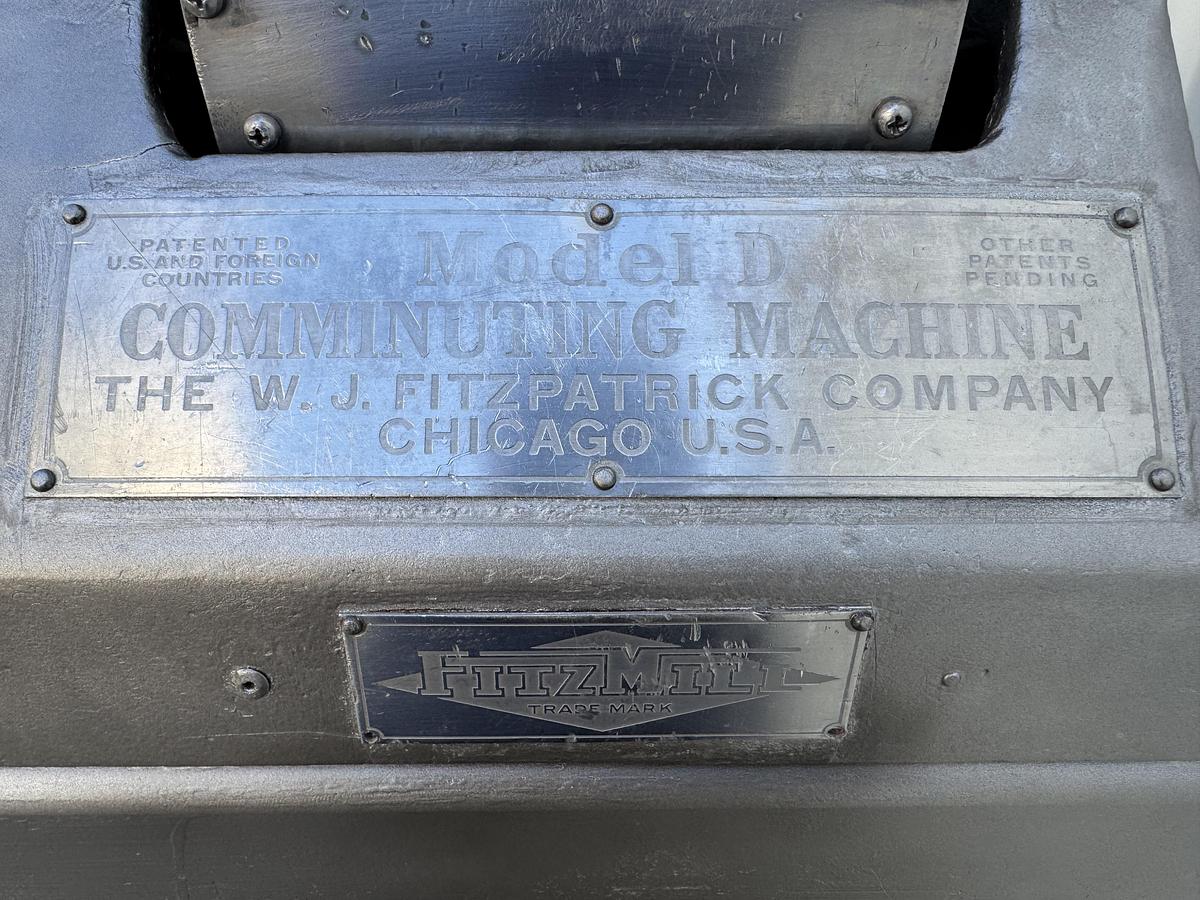 PATENTED
U.S. AND FOREIGN
COUNTRIES
Model D
OTHER
PATENTS
PENDING
COMMINUTING MACHINE
THE W. J. FITZPATRICK COMPANY
CHICAGO U.S.A.
FITZMILL
TRADE MARK